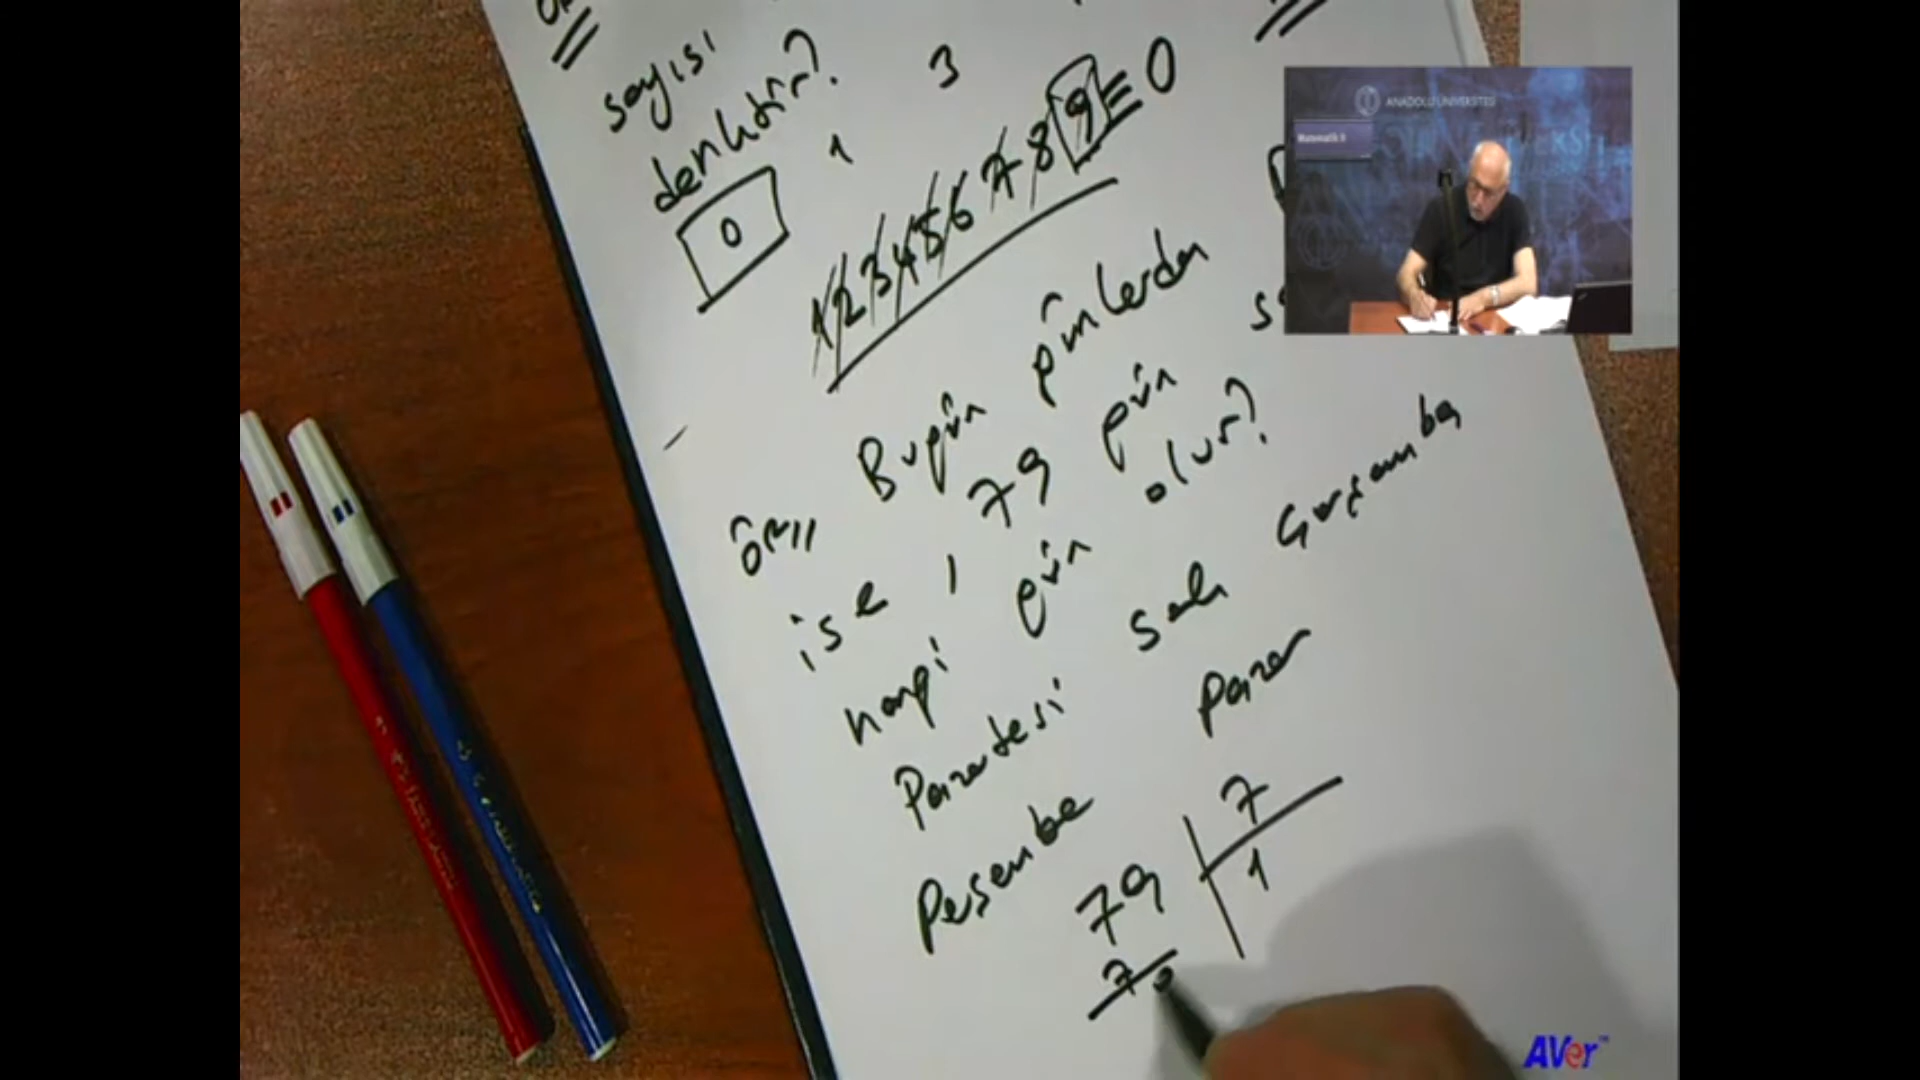 sayısı
denktir?
0
1
3
1 2 3 4 5 6 7 8 9 ≡ 0
ör// Bugün günlerden
ise, 79 gün
hangi gün olur?
Pazartesi Salı Çarşamba
Perşembe Pazar
79 7
70 1
ANADOLU ÜNİVERSİTESİ
Matematik II
AVer